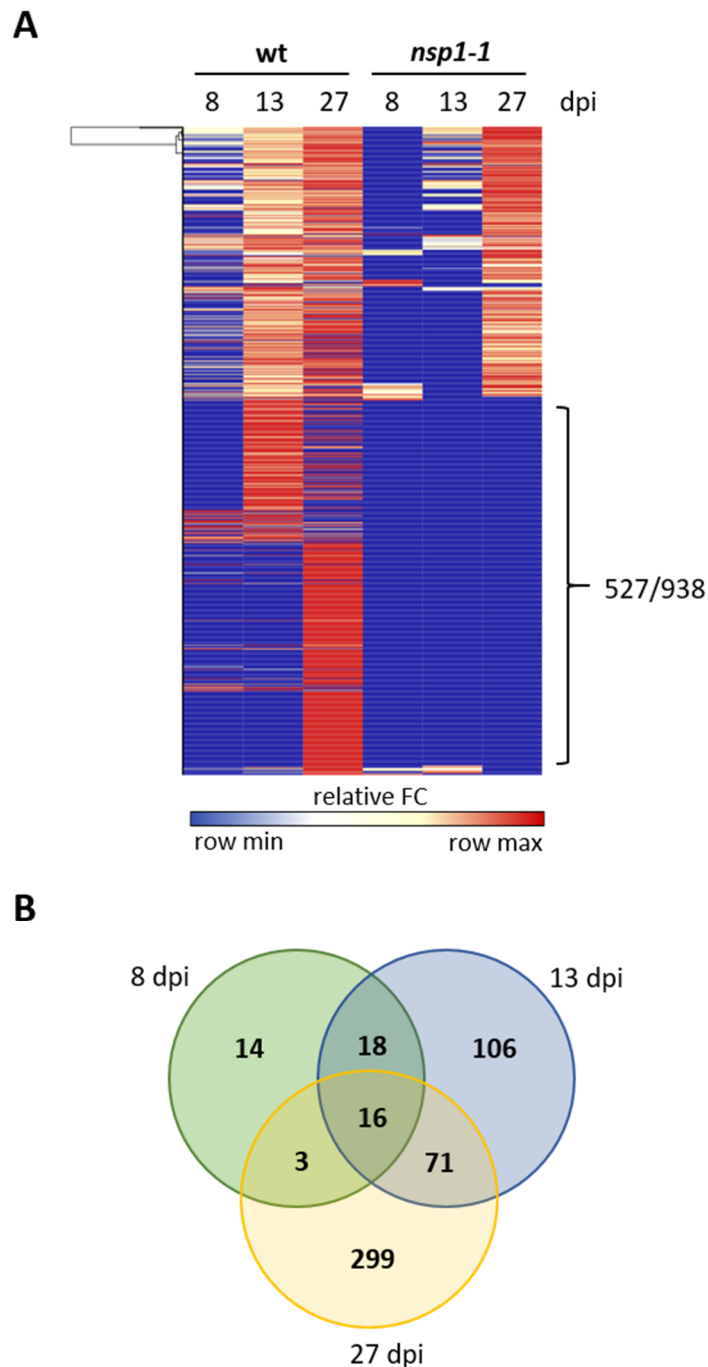 A
wt nsp1-1
8 13 27 8 13 27 dpi
527/938
relative FC
row min row max
B
8 dpi 13 dpi
14 18 106
16
3 71
299
27 dpi